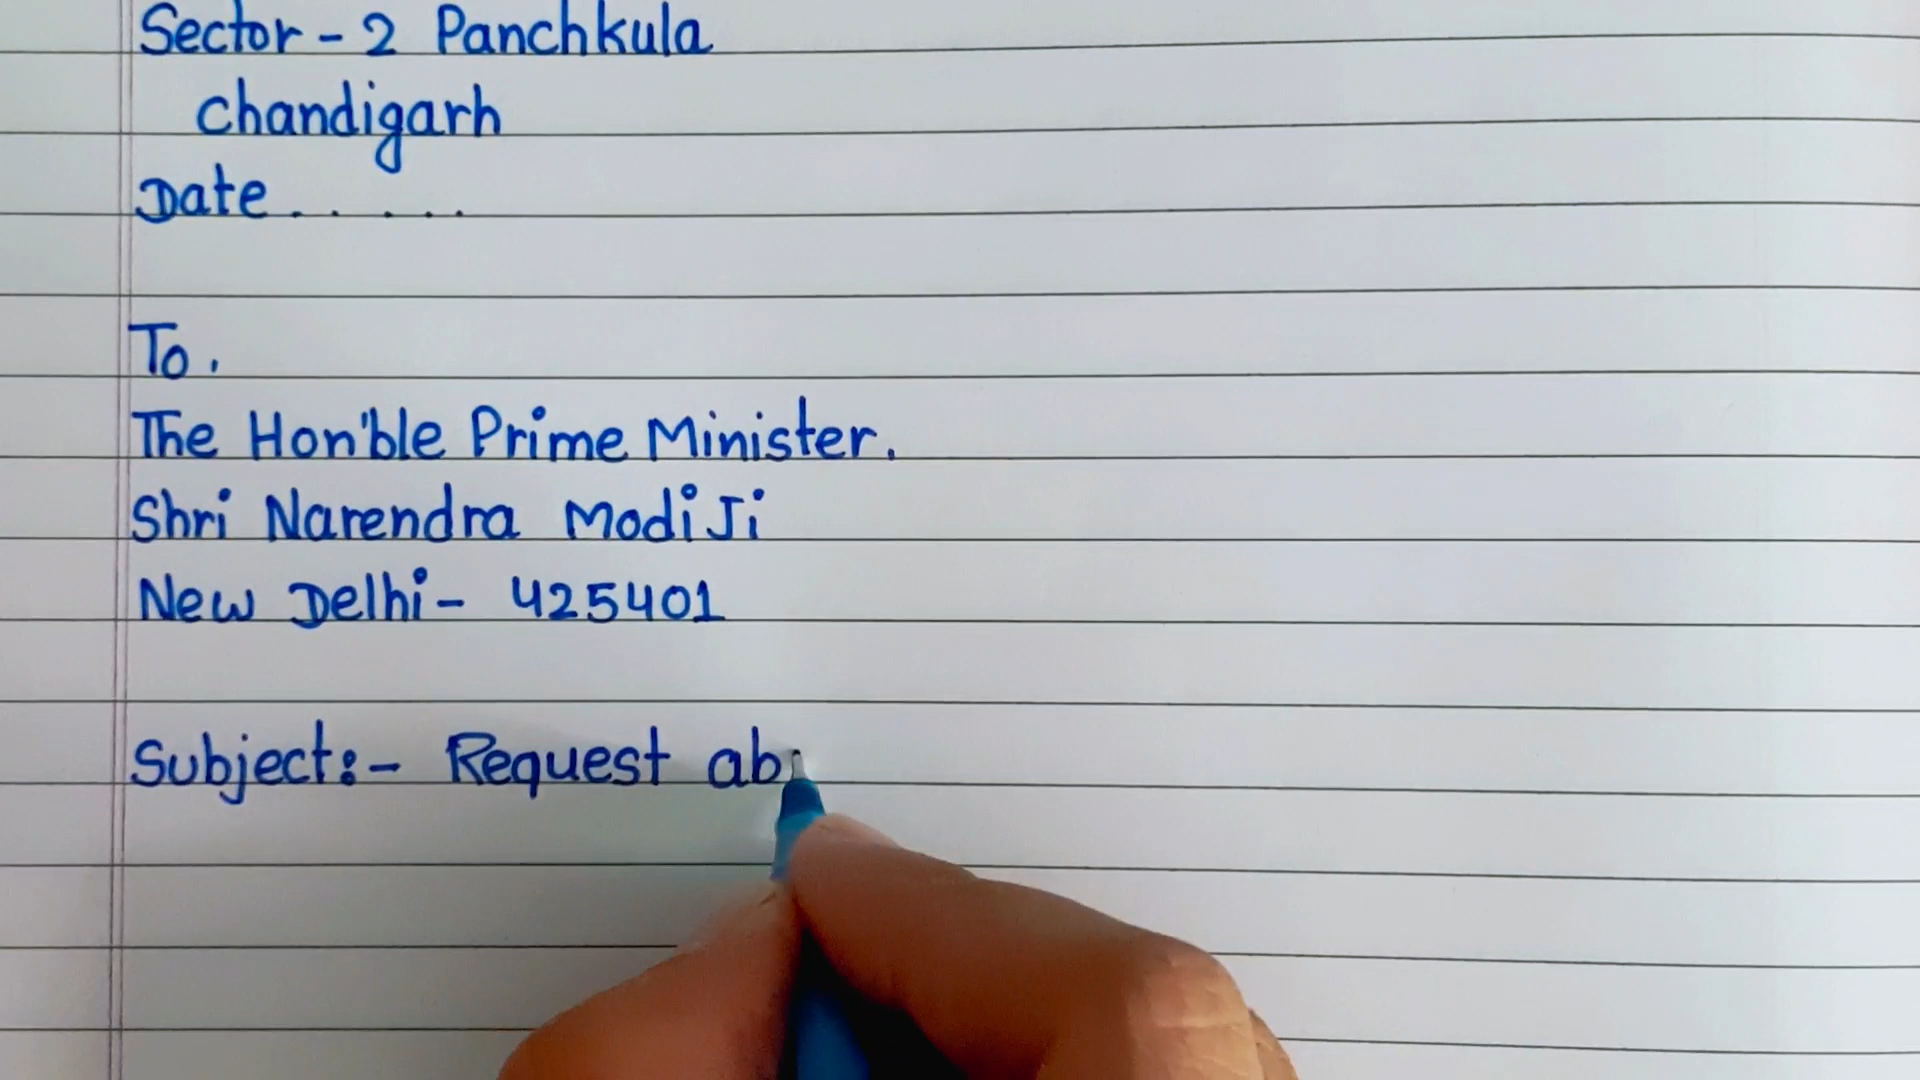 Sector - 2 Panchkula
Chandigarh
Date . . . . .
To .
The Hon'ble Prime Minister .
Shri Narendra Modi Ji
New Delhi - 425401
Subject:- Request ab